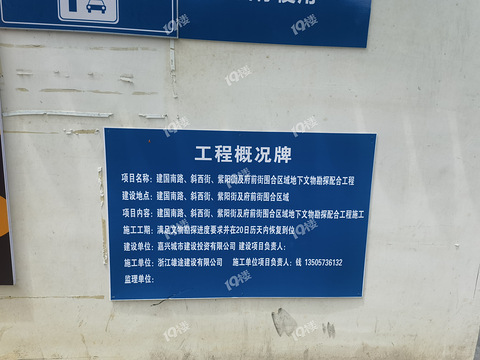 工程概况牌
项目名称：建国南路、斜西街、紫阳街及府前街围合区域地下文物勘探配合工程
建设地点：建国南路、斜西街、紫阳街及府前街围合区域
项目内容：建国南路、斜西街、紫阳街及府前街围合区域地下文物勘探配合工程施工
施工工期：满足文物勘探进度要求并在20日历天内恢复到位
建设单位：嘉兴城市建设投资有限公司 建设项目负责人：
施工单位：浙江雄途建设有限公司 施工单位项目负责人：钱 13505736132
监理单位：
19楼